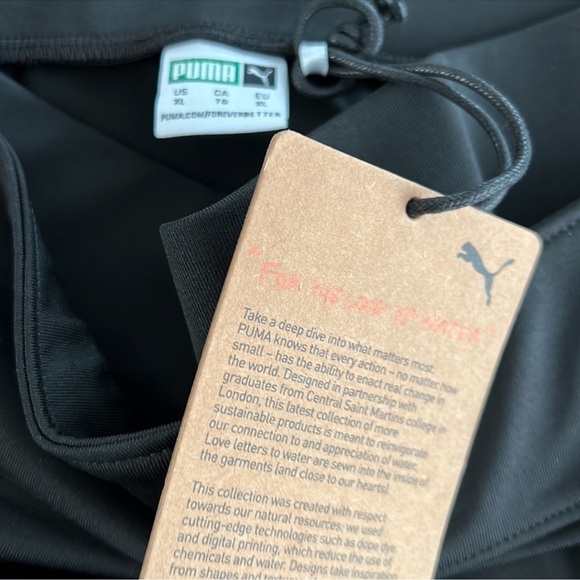 PUMA
US CA EU
XL TG XL
PUMA.COM/FOREVERBETTER
"FOR THE LOVE OF WATER"
Take a deep dive into what matters most.
PUMA knows that every action – no matter how
small – has the ability to enact real change in
the world. Designed in partnership with
graduates from Central Saint Martins college in
London, this latest collection of more
sustainable products is meant to reinvigorate
our connection to and appreciation of water.
Love letters to water are sewn into the inside of
the garments (and close to our hearts).
This collection was created with respect
towards our natural resources: we used
cutting-edge technologies such as dope dye
and digital printing, which reduce the use of
chemicals and water. Designs take inspiration
from shapes and